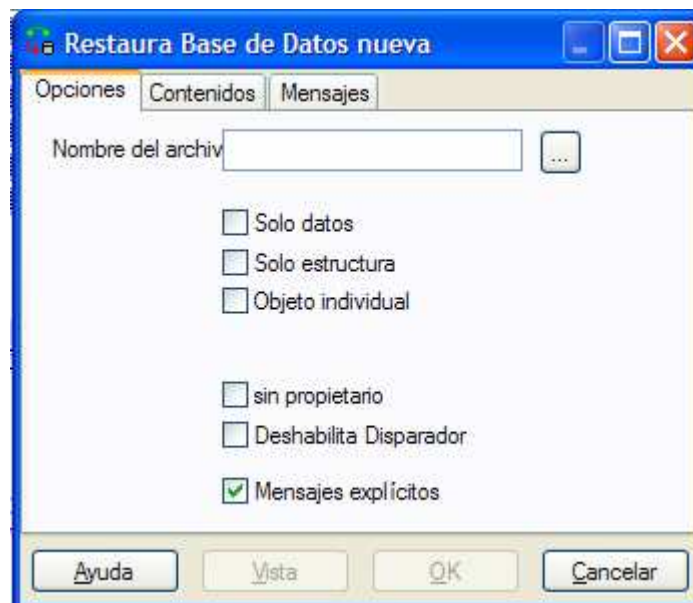 Restaura Base de Datos nueva
Opciones Contenidos Mensajes
Nombre del archiv
...
Solo datos
Solo estructura
Objeto individual
sin propietario
Deshabilita Disparador
Mensajes explícitos
Ayuda Vista OK Cancelar